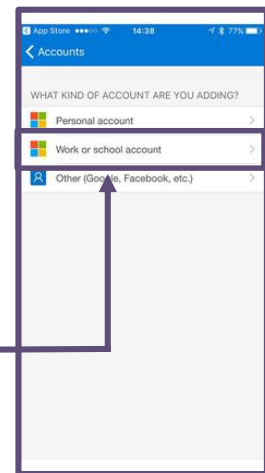 App Store 14:38 77%
Accounts
WHAT KIND OF ACCOUNT ARE YOU ADDING?
Personal account
Work or school account
Other (Google, Facebook, etc.)